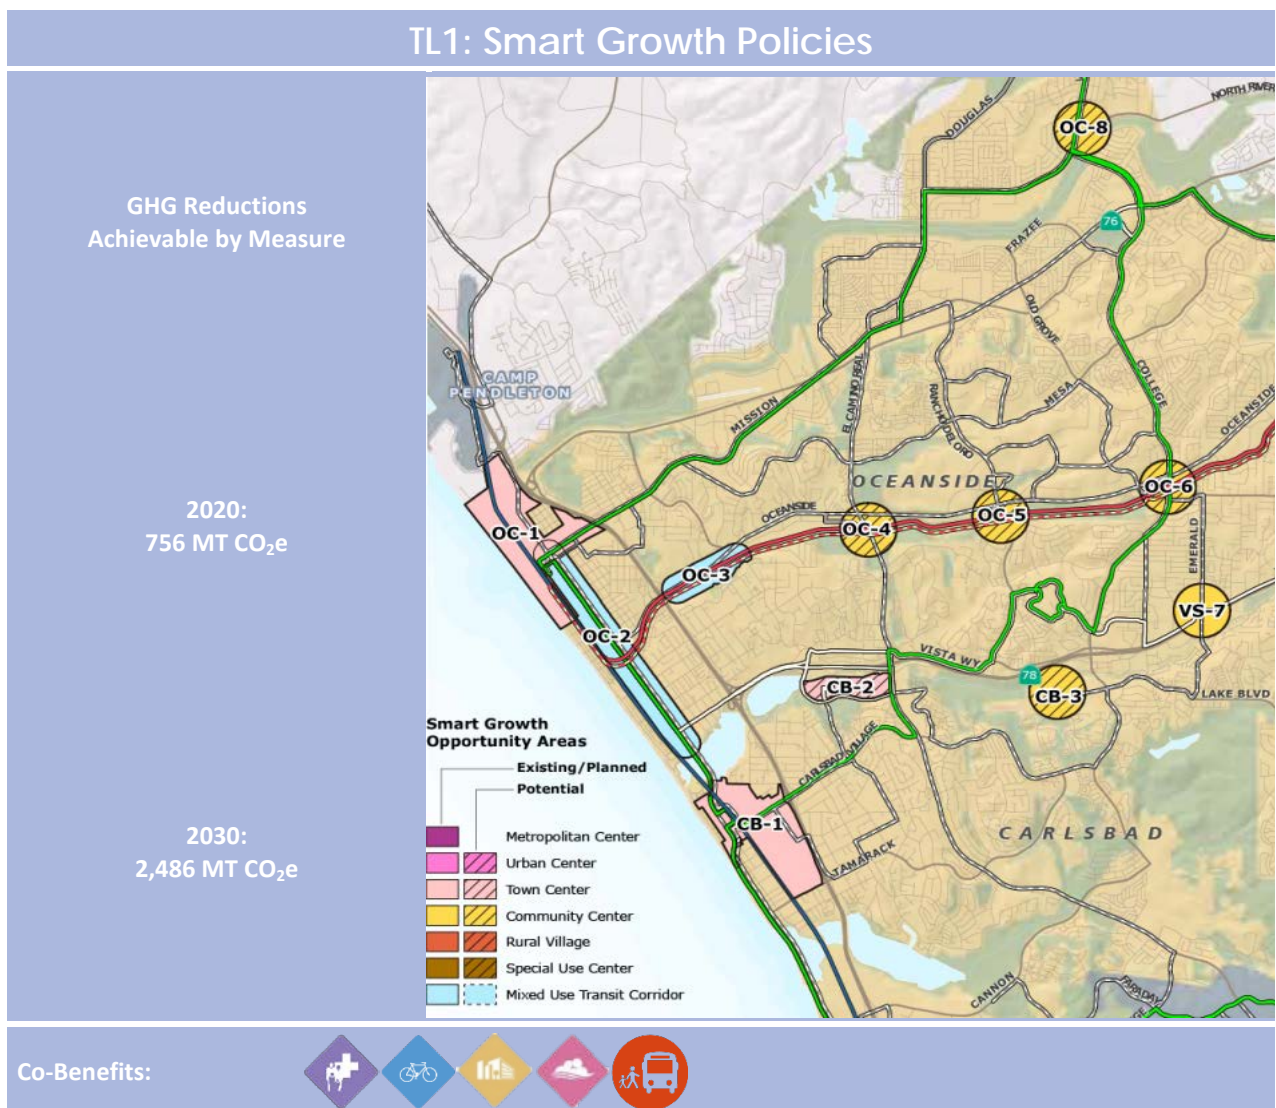 TL1: Smart Growth Policies
GHG Reductions
Achievable by Measure
2020:
756 MT CO₂e
2030:
2,486 MT CO₂e
NORTH RIVER
DOUGLAS
OC-8
76
FRAZEE
OLD GROVE
CAMP
PENDLETON
EL CAMINO REAL
RANCHO DEL ORO
MESA
COLLEGE
MISSION
OCEANSIDE
OCEANSIDE
OC-6
OC-1
OCEANSIDE
OC-4
OC-5
EMERALD
OC-3
VS-7
OC-2
VISTA WY
78
CB-2
CB-3
LAKE BLVD
CARLSBAD VILLAGE
CB-1
CARLSBAD
TAMARACK
CANNON
FARADAY
GE
Smart Growth
Opportunity Areas
Existing/Planned
Potential
Metropolitan Center
Urban Center
Town Center
Community Center
Rural Village
Special Use Center
Mixed Use Transit Corridor
Co-Benefits: